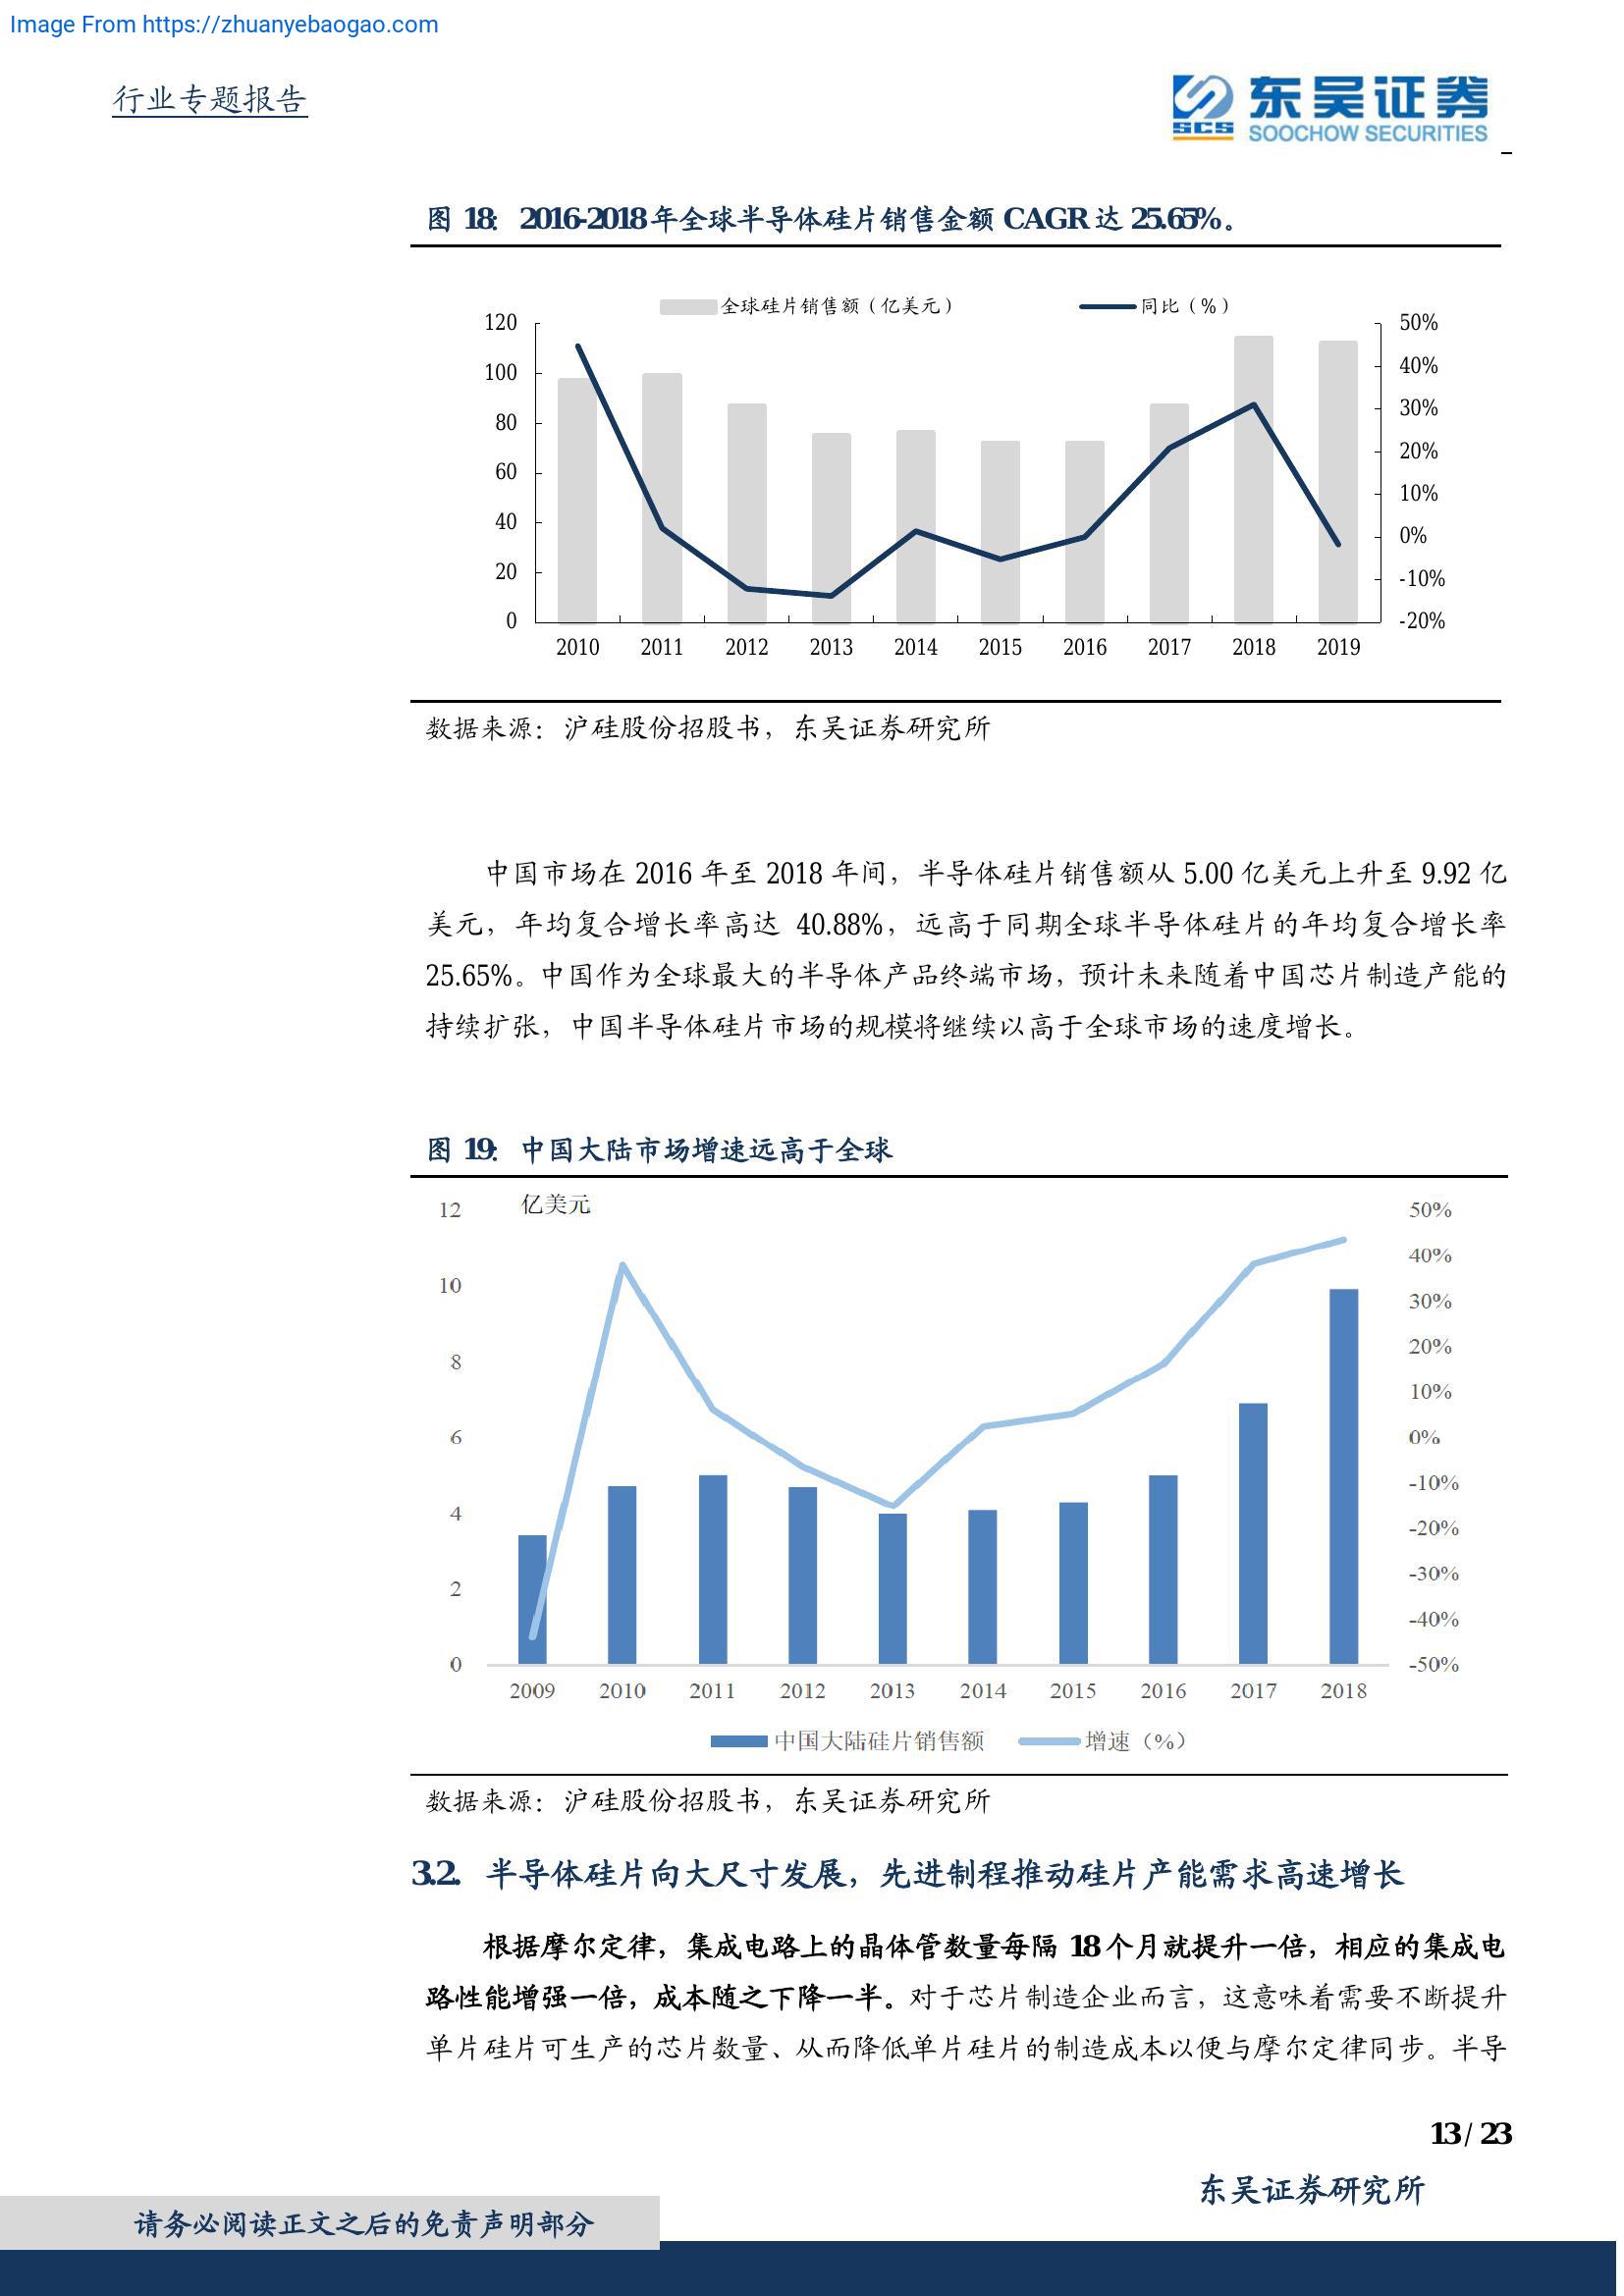 Image From https://zhuanyebaogao.com
行业专题报告
SCS
东吴证券
SOOCHOW SECURITIES
图 18： 2016-2018年全球半导体硅片销售金额 CAGR 达 25.65%。
全球硅片销售额（亿美元） 同比（%）
120 50%
100 40%
80 30%
60 20%
40 10%
20 0%
0 -10%
-20%
2010 2011 2012 2013 2014 2015 2016 2017 2018 2019
数据来源：沪硅股份招股书，东吴证券研究所
中国市场在 2016 年至 2018 年间，半导体硅片销售额从 5.00 亿美元上升至 9.92 亿
美元，年均复合增长率高达 40.88%，远高于同期全球半导体硅片的年均复合增长率
25.65%。中国作为全球最大的半导体产品终端市场，预计未来随着中国芯片制造产能的
持续扩张，中国半导体硅片市场的规模将继续以高于全球市场的速度增长。
图 19： 中国大陆市场增速远高于全球
12 亿美元 50%
40%
10 30%
8 20%
10%
6 0%
-10%
4 -20%
2 -30%
-40%
0 -50%
2009 2010 2011 2012 2013 2014 2015 2016 2017 2018
中国大陆硅片销售额 增速（%）
数据来源：沪硅股份招股书，东吴证券研究所
3.2. 半导体硅片向大尺寸发展，先进制程推动硅片产能需求高速增长
根据摩尔定律，集成电路上的晶体管数量每隔 18 个月就提升一倍，相应的集成电
路性能增强一倍，成本随之下降一半。对于芯片制造企业而言，这意味着需要不断提升
单片硅片可生产的芯片数量、从而降低单片硅片的制造成本以便与摩尔定律同步。半导
13 / 23
东吴证券研究所
请务必阅读正文之后的免责声明部分